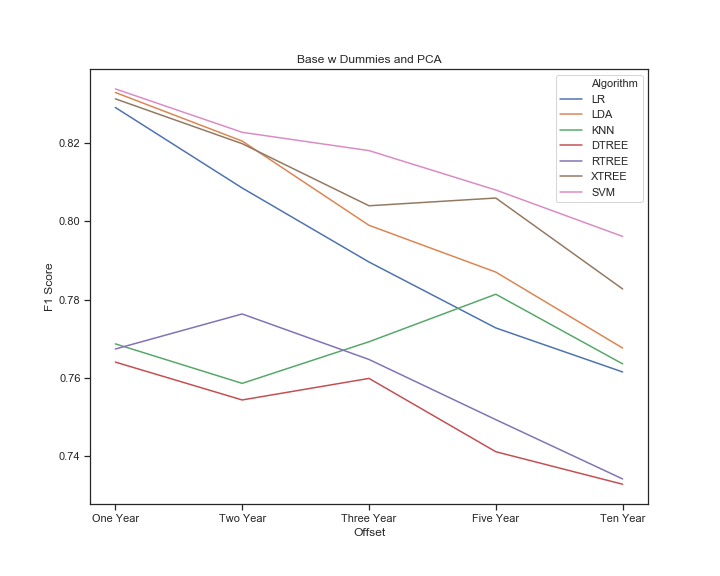 Base w Dummies and PCA
Algorithm
LR
LDA
KNN
DTREE
RTREE
XTREE
SVM
F1 Score
0.82
0.80
0.78
0.76
0.74
One Year
Two Year
Three Year
Five Year
Ten Year
Offset